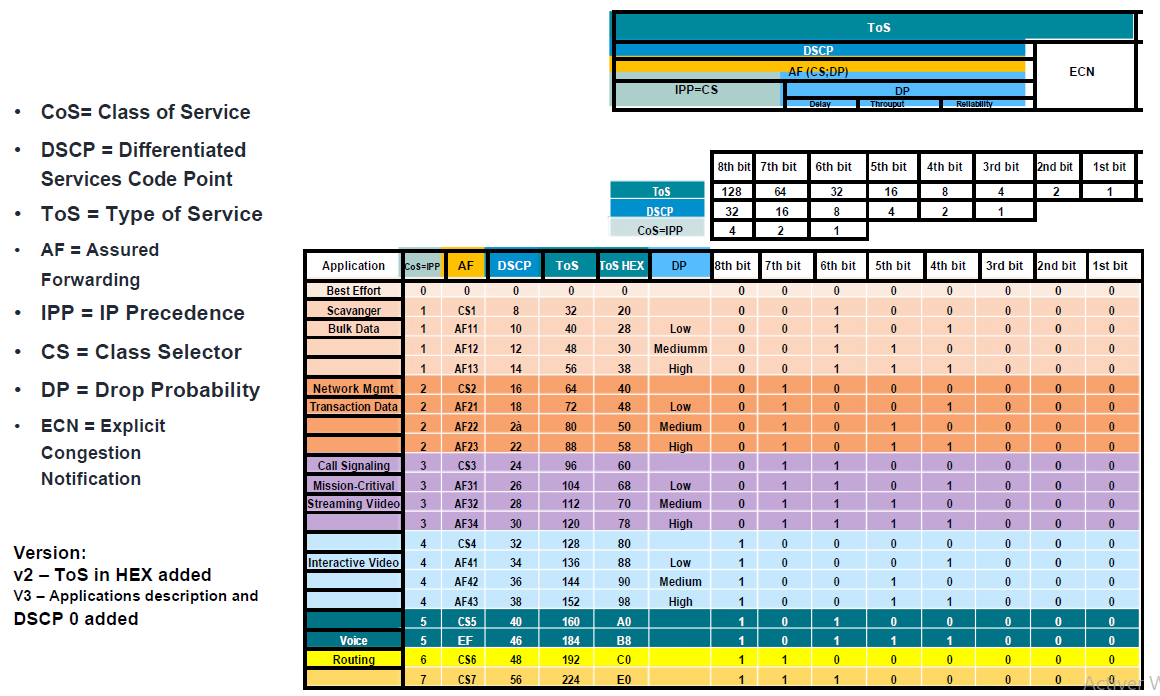 ToS
DSCP
AF (CS;DP)
ECN
IPP=CS DP
Delay Throuput Reliability
• CoS= Class of Service
• DSCP = Differentiated
Services Code Point
• ToS = Type of Service
• AF = Assured
Forwarding
• IPP = IP Precedence
• CS = Class Selector
• DP = Drop Probability
• ECN = Explicit
Congestion
Notification
Version:
v2 – ToS in HEX added
V3 – Applications description and
DSCP 0 added
8th bit 7th bit 6th bit 5th bit 4th bit 3rd bit 2nd bit 1st bit
ToS 128 64 32 16 8 4 2 1
DSCP 32 16 8 4 2 1
CoS=IPP 4 2 1
Application CoS=IPP AF DSCP ToS ToS HEX DP 8th bit 7th bit 6th bit 5th bit 4th bit 3rd bit 2nd bit 1st bit
Best Effort 0 0 0 0 0 0 0 0 0 0 0 0 0
Scavanger 1 CS1 8 32 20 0 0 1 0 0 0 0 0
Bulk Data 1 AF11 10 40 28 Low 0 0 1 0 1 0 0 0
1 AF12 12 48 30 Mediumm 0 0 1 1 0 0 0 0
1 AF13 14 56 38 High 0 0 1 1 1 0 0 0
Network Mgmt 2 CS2 16 64 40 0 1 0 0 0 0 0 0
Transaction Data 2 AF21 18 72 48 Low 0 1 0 0 1 0 0 0
2 AF22 2à 80 50 Medium 0 1 0 1 0 0 0 0
2 AF23 22 88 58 High 0 1 0 1 1 0 0 0
Call Signaling 3 CS3 24 96 60 0 1 1 0 0 0 0 0
Mission-Critival 3 AF31 26 104 68 Low 0 1 1 0 1 0 0 0
Streaming Viideo 3 AF32 28 112 70 Medium 0 1 1 1 0 0 0 0
3 AF34 30 120 78 High 0 1 1 1 1 0 0 0
4 CS4 32 128 80 1 0 0 0 0 0 0 0
Interactive Video 4 AF41 34 136 88 Low 1 0 0 0 1 0 0 0
4 AF42 36 144 90 Medium 1 0 0 1 0 0 0 0
4 AF43 38 152 98 High 1 0 0 1 1 0 0 0
5 CS5 40 160 A0 1 0 1 0 0 0 0 0
Voice 5 EF 46 184 B8 1 0 1 1 1 0 0 0
Routing 6 CS6 48 192 C0 1 1 0 0 0 0 0 0
7 CS7 56 224 E0 1 1 1 0 0 0 0 0
Activer W